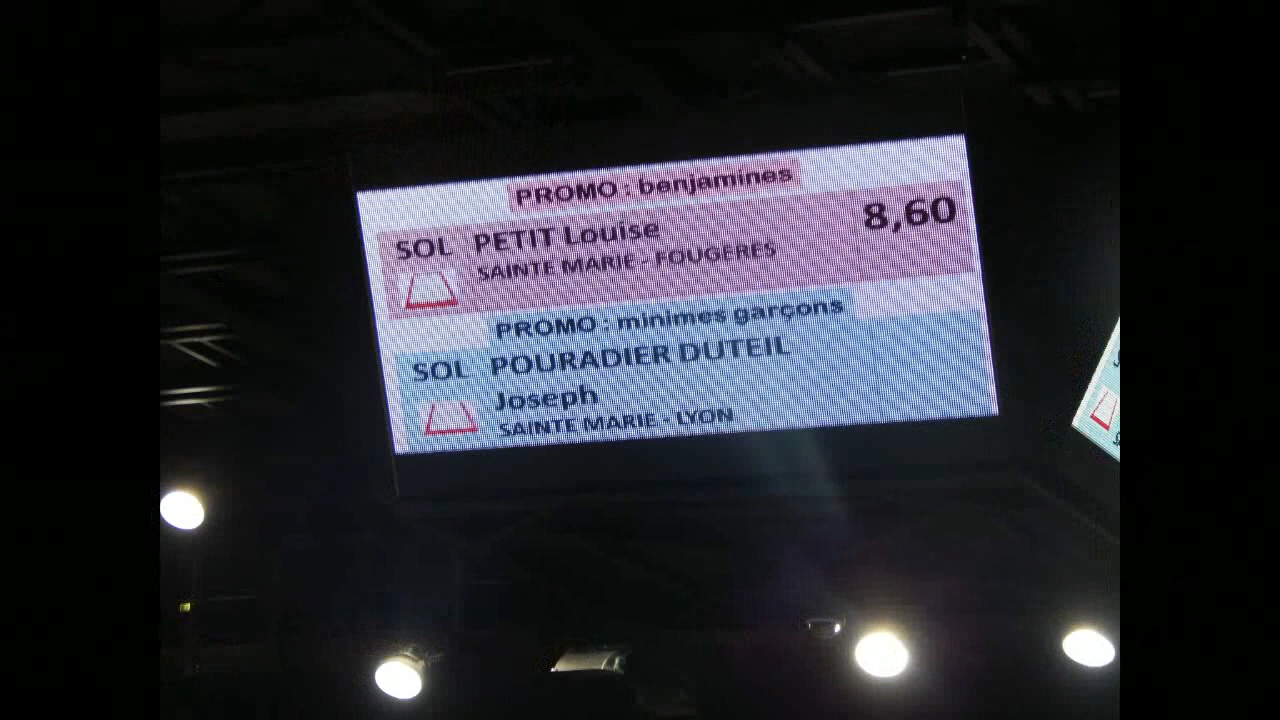 PROMO : benjamines
SOL PETIT Louise 8,60
SAINTE MARIE - FOUGERES
PROMO : minimes garçons
SOL POURADIER DUTEIL
Joseph
SAINTE MARIE - LYON